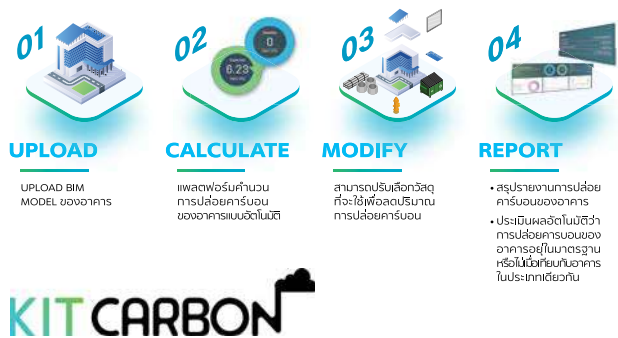 01
02
03
04
UPLOAD
UPLOAD BIM
MODEL ของอาคาร
CALCULATE
แพลตฟอร์มคำนวน
การปล่อยคาร์บอน
ของอาคารแบบอัตโนมัติ
MODIFY
สามารถปรับเลือกวัสดุ
ที่จะใช้เพื่อลดปริมาณ
การปล่อยคาร์บอน
REPORT
• สรุปรายงานการปล่อย
คาร์บอนของอาคาร
• ประเมินผลอัตโนมัติว่า
การปล่อยคารบอนของ
อาคารอยู่ในมาตรฐาน
หรือไม่เมื่อเทียบกับอาคาร
ในประเภทเดียวกัน
0
6.23
KIT CARBON